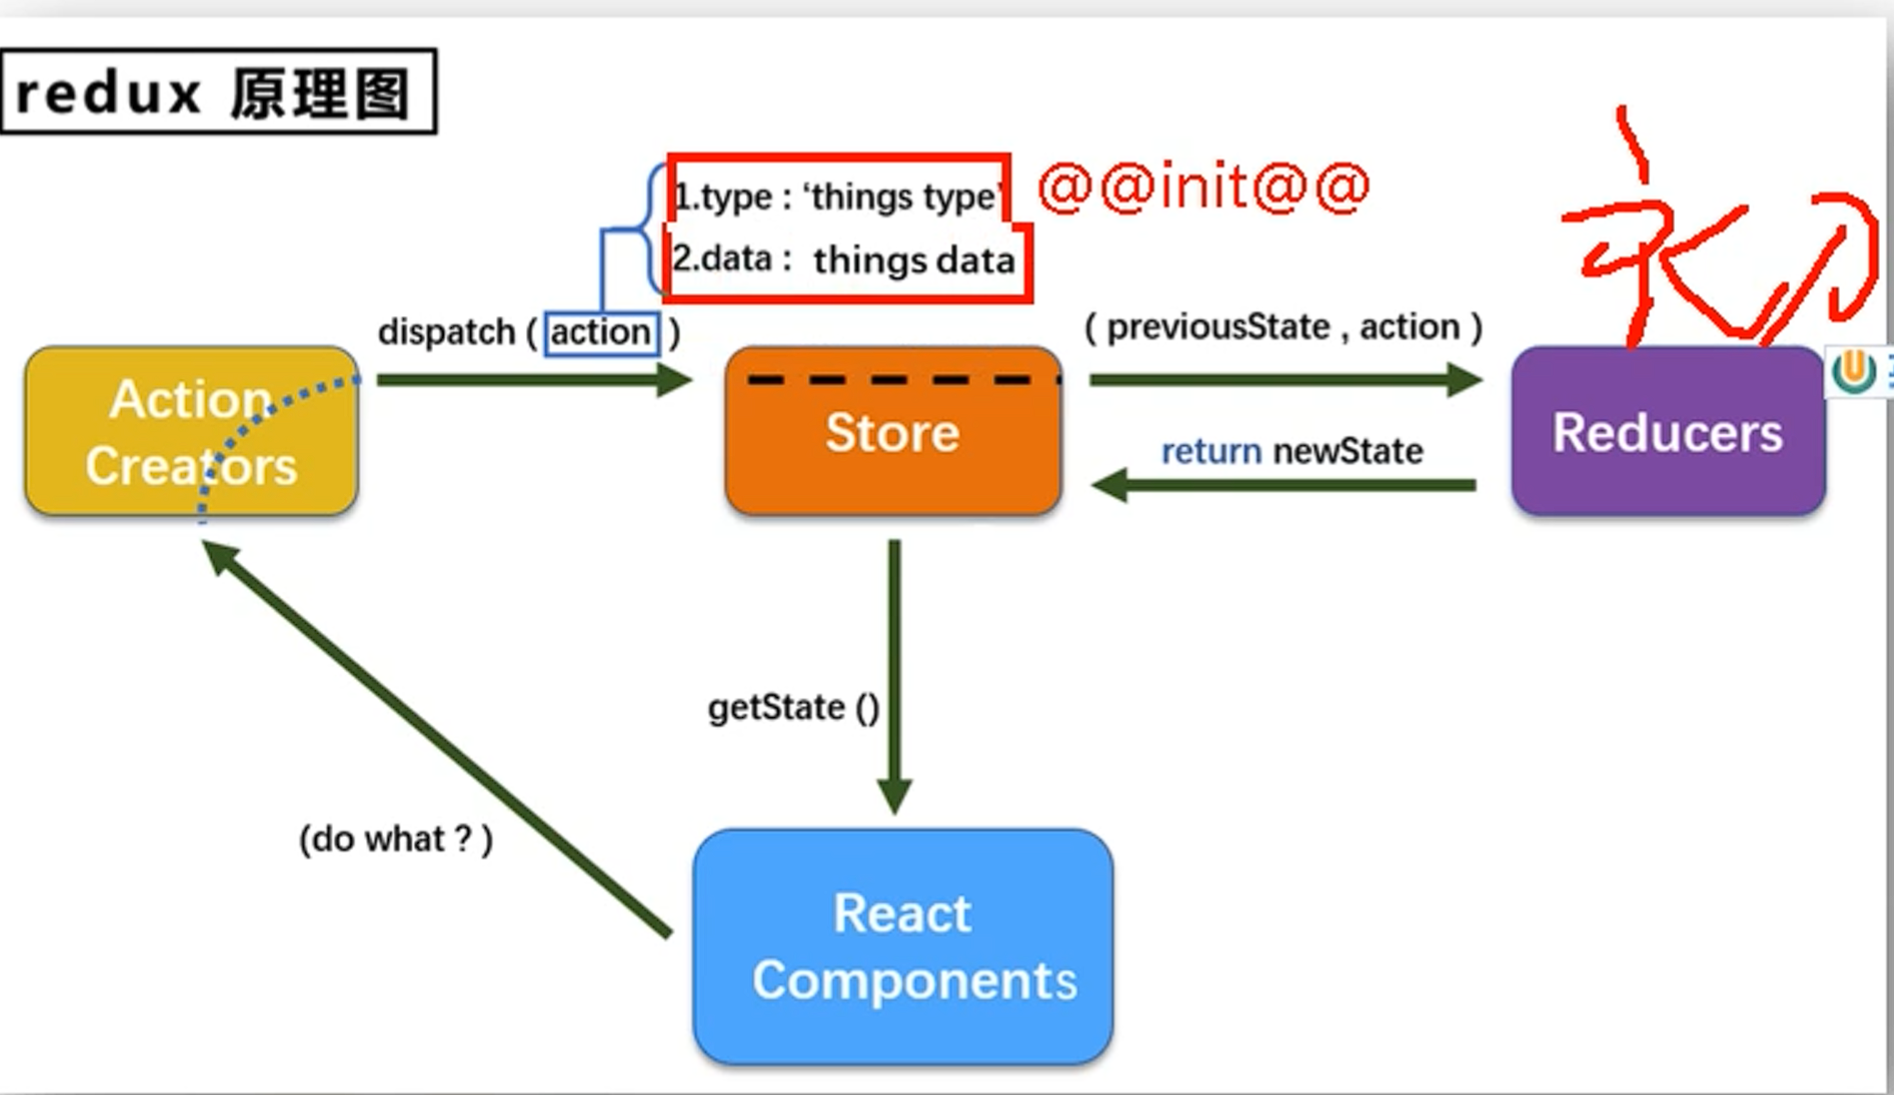 redux 原理图
1.type : ‘things type’ @@init@@
2.data : things data
dispatch ( action )
( previousState , action )
Action
Creators
Store
return newState
Reducers
getState ()
(do what ? )
React
Components